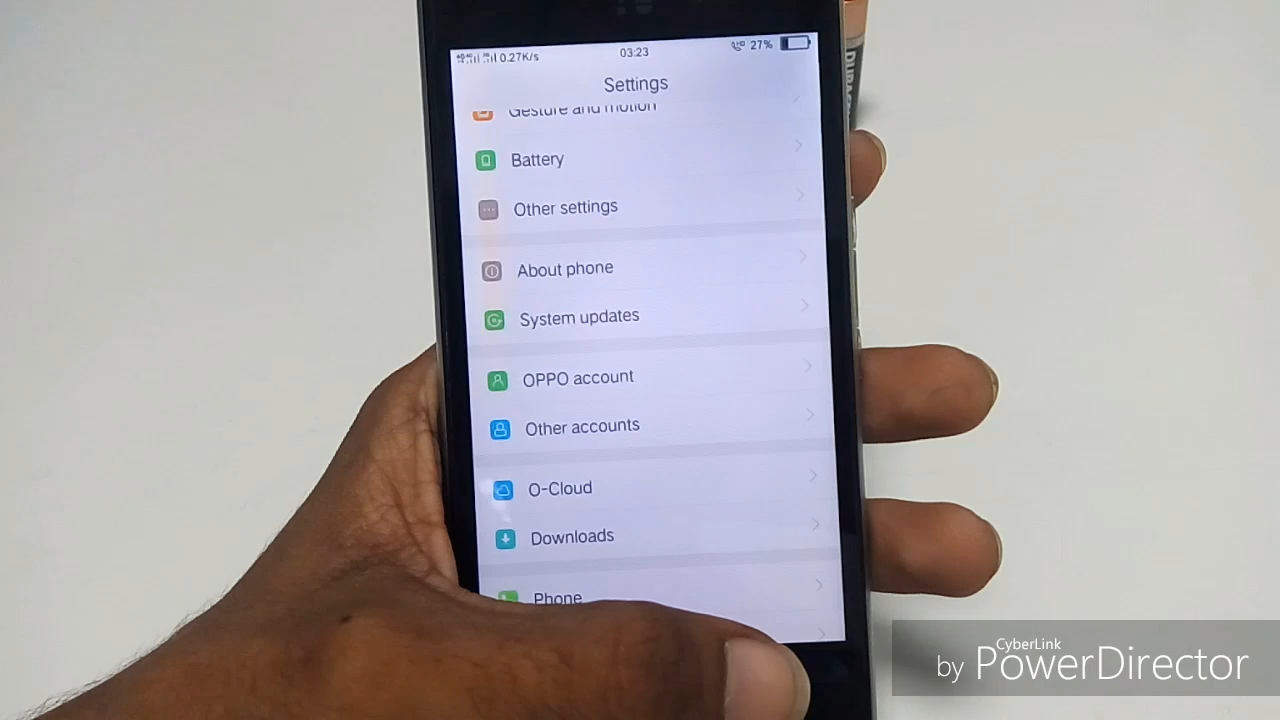 0.27K/s 03:23 27%
Settings
Gesture and motion
Battery
Other settings
About phone
System updates
OPPO account
Other accounts
O-Cloud
Downloads
Phone
CyberLink
by PowerDirector